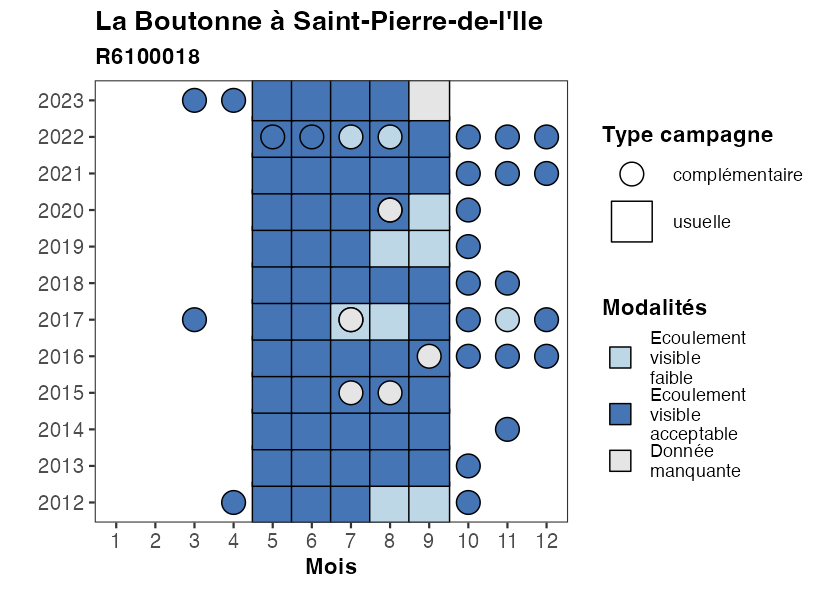 La Boutonne à Saint-Pierre-de-l'Ile
R6100018
2023
2022
2021
2020
2019
2018
2017
2016
2015
2014
2013
2012
1 2 3 4 5 6 7 8 9 10 11 12
Mois
Type campagne
complémentaire
usuelle
Modalités
Ecoulement
visible
faible
Ecoulement
visible
acceptable
Donnée
manquante